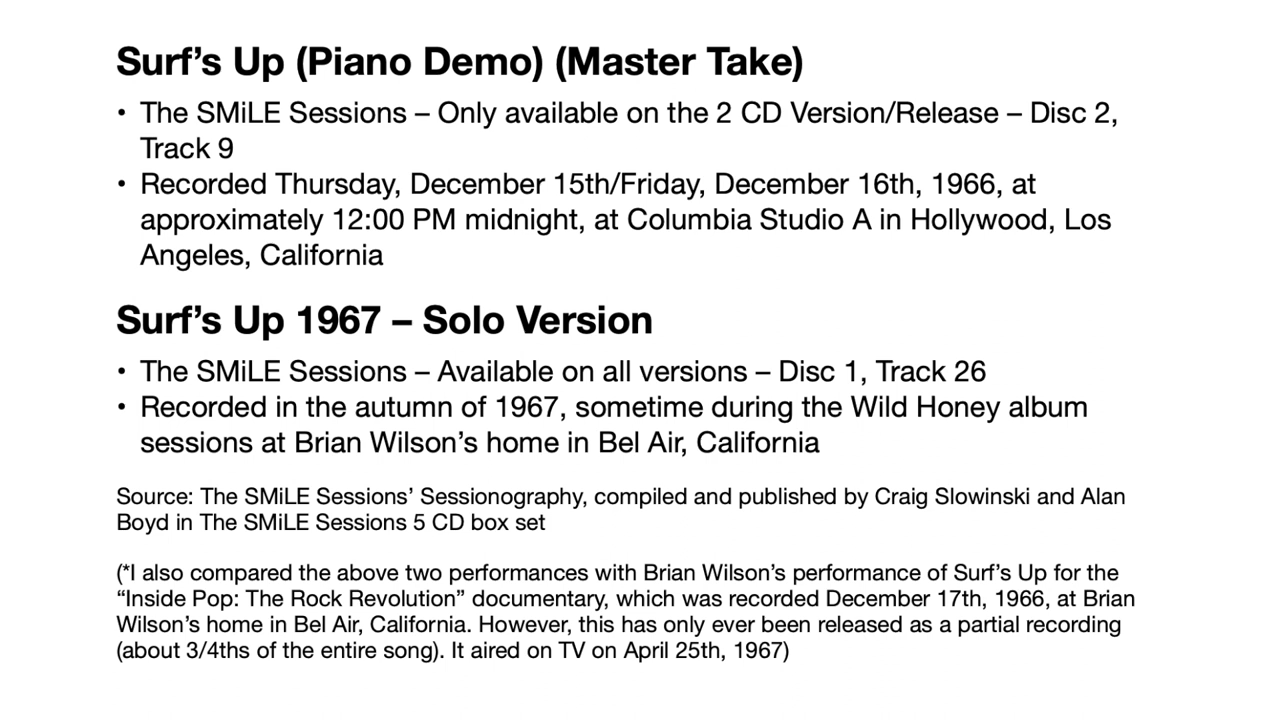 Surf’s Up (Piano Demo) (Master Take)
• The SMiLE Sessions – Only available on the 2 CD Version/Release – Disc 2,
Track 9
• Recorded Thursday, December 15th/Friday, December 16th, 1966, at
approximately 12:00 PM midnight, at Columbia Studio A in Hollywood, Los
Angeles, California
Surf’s Up 1967 – Solo Version
• The SMiLE Sessions – Available on all versions – Disc 1, Track 26
• Recorded in the autumn of 1967, sometime during the Wild Honey album
sessions at Brian Wilson’s home in Bel Air, California
Source: The SMiLE Sessions’ Sessionography, compiled and published by Craig Slowinski and Alan
Boyd in The SMiLE Sessions 5 CD box set
(*I also compared the above two performances with Brian Wilson’s performance of Surf’s Up for the
“Inside Pop: The Rock Revolution” documentary, which was recorded December 17th, 1966, at Brian
Wilson’s home in Bel Air, California. However, this has only ever been released as a partial recording
(about 3/4ths of the entire song). It aired on TV on April 25th, 1967)